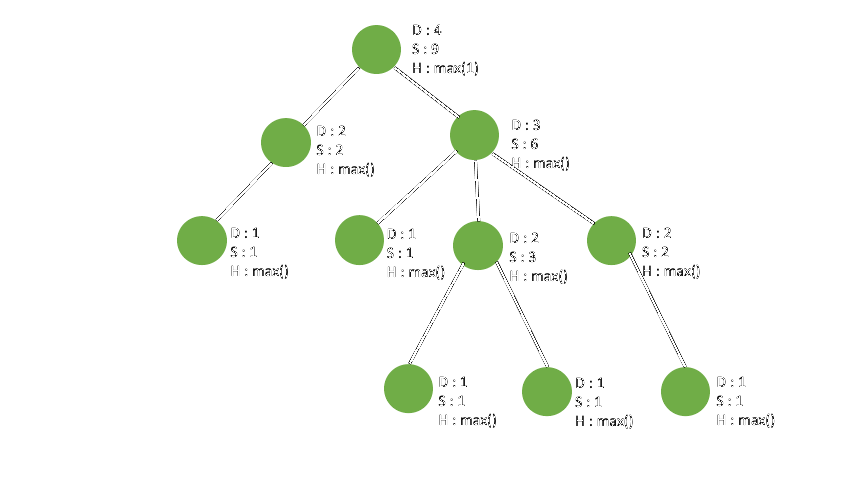 D : 4
S : 9
H : max(1)
D : 2
S : 2
H : max()
D : 3
S : 6
H : max()
D : 1
S : 1
H : max()
D : 1
S : 1
H : max()
D : 2
S : 3
H : max()
D : 2
S : 2
H : max()
D : 1
S : 1
H : max()
D : 1
S : 1
H : max()
D : 1
S : 1
H : max()